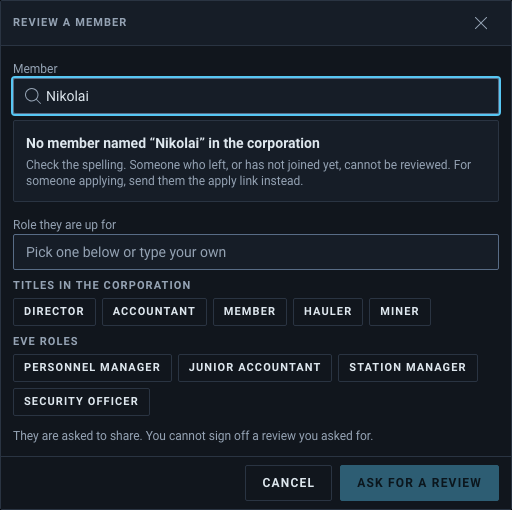 REVIEW A MEMBER
Member
Nikolai
No member named “Nikolai” in the corporation
Check the spelling. Someone who left, or has not joined yet, cannot be reviewed. For
someone applying, send them the apply link instead.
Role they are up for
Pick one below or type your own
TITLES IN THE CORPORATION
DIRECTOR ACCOUNTANT MEMBER HAULER MINER
EVE ROLES
PERSONNEL MANAGER JUNIOR ACCOUNTANT STATION MANAGER
SECURITY OFFICER
They are asked to share. You cannot sign off a review you asked for.
CANCEL ASK FOR A REVIEW